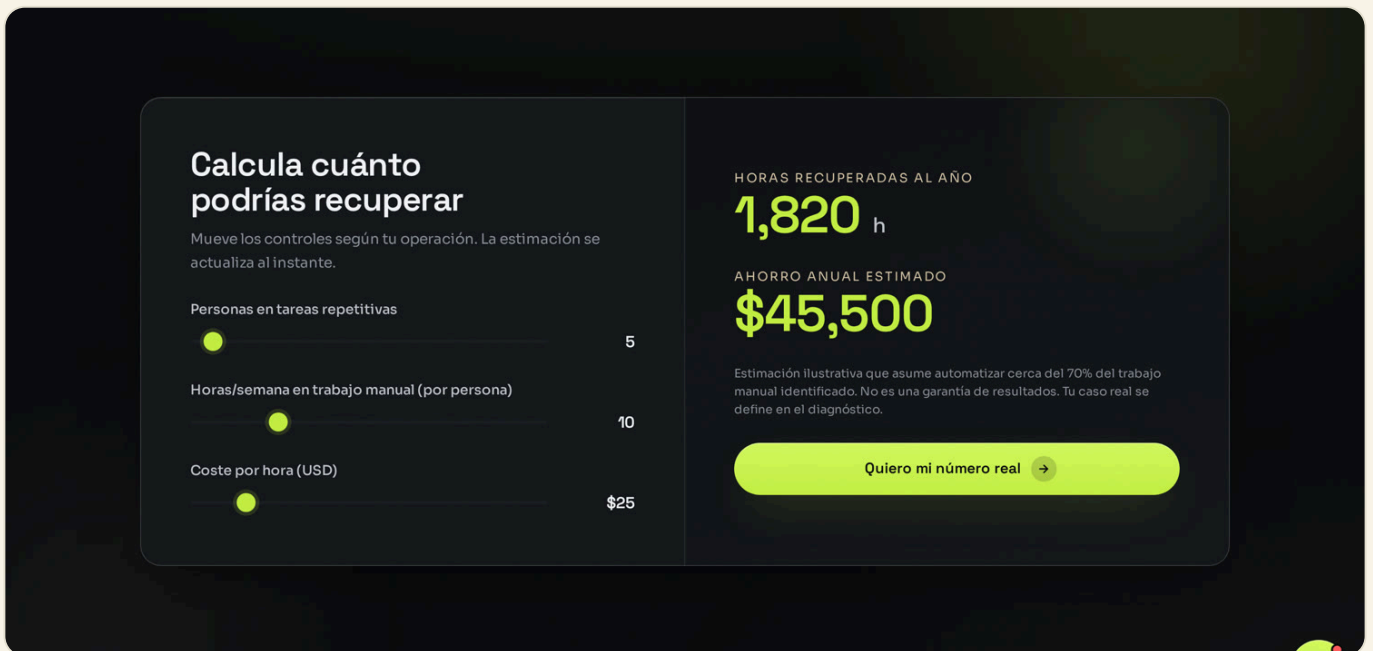 Calcula cuánto
podrías recuperar
Mueve los controles según tu operación. La estimación se
actualiza al instante.
Personas en tareas repetitivas
5
Horas/semana en trabajo manual (por persona)
10
Coste por hora (USD)
$25
HORAS RECUPERADAS AL AÑO
1,820 h
AHORRO ANUAL ESTIMADO
$45,500
Estimación ilustrativa que asume automatizar cerca del 70% del trabajo
manual identificado. No es una garantía de resultados. Tu caso real se
define en el diagnóstico.
Quiero mi número real →